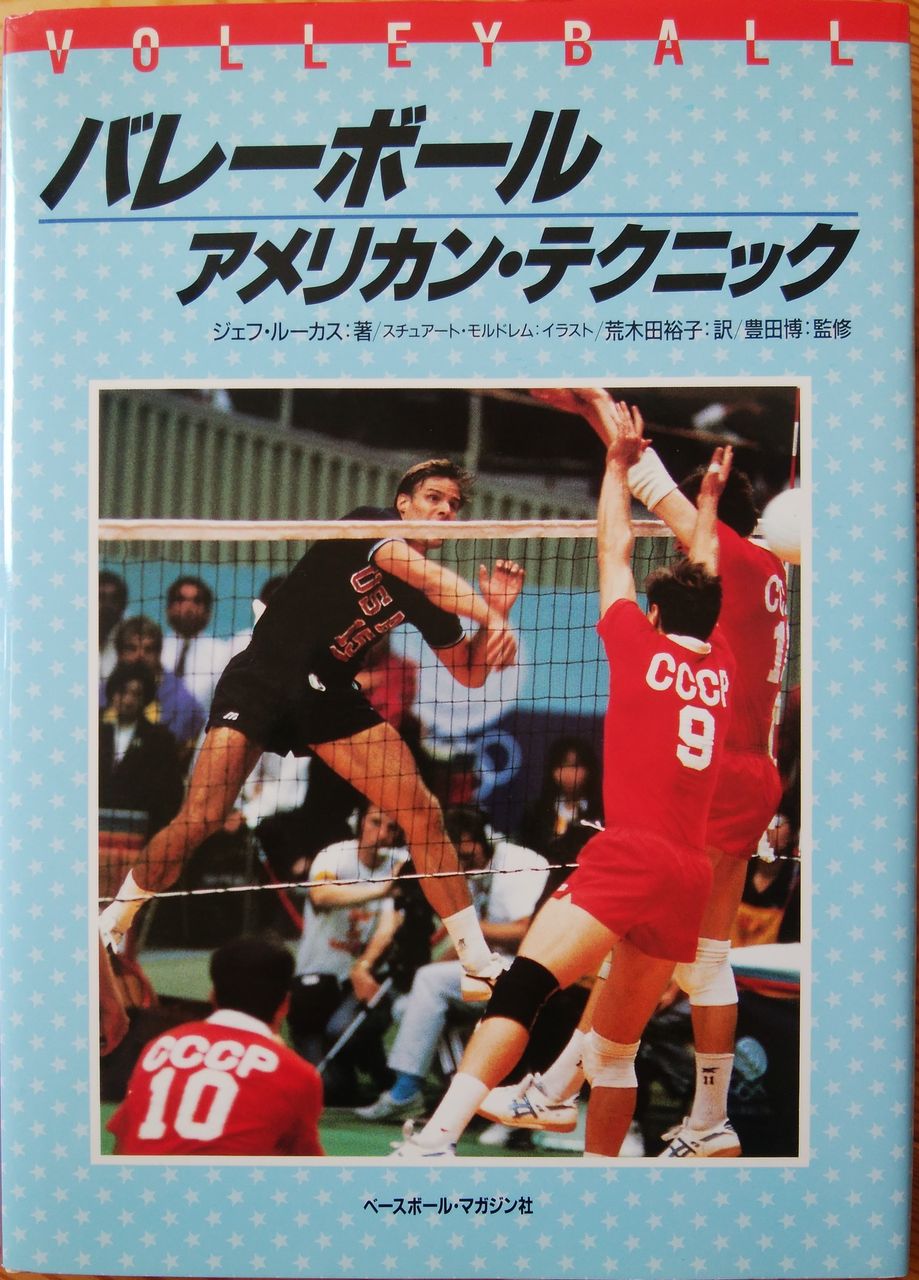 VOLLEYBALL
バレーボール
アメリカン・テクニック
ジェフ・ルーカス：著/スチュアート・モルドレム：イラスト/荒木田裕子：訳/豊田博：監修
USA
15
CCCP
9
CCCP
10
11
ベースボール・マガジン社